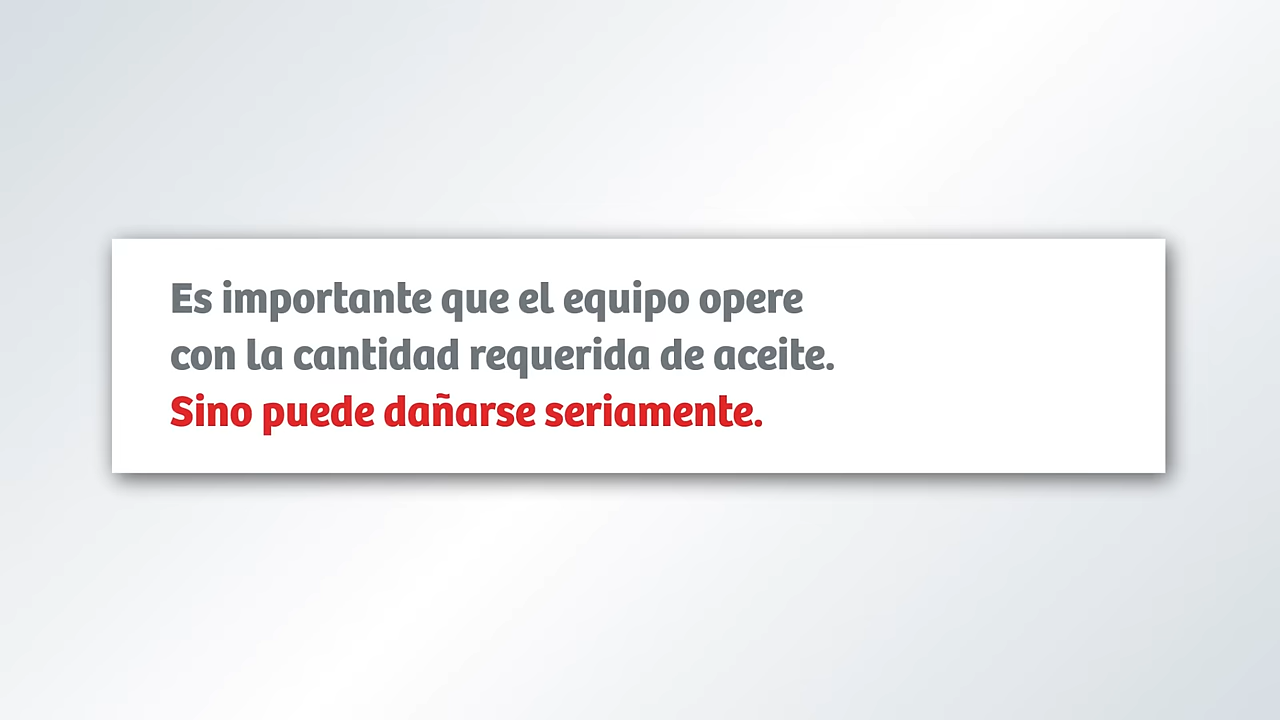 Es importante que el equipo opere
con la cantidad requerida de aceite.
Sino puede dañarse seriamente.